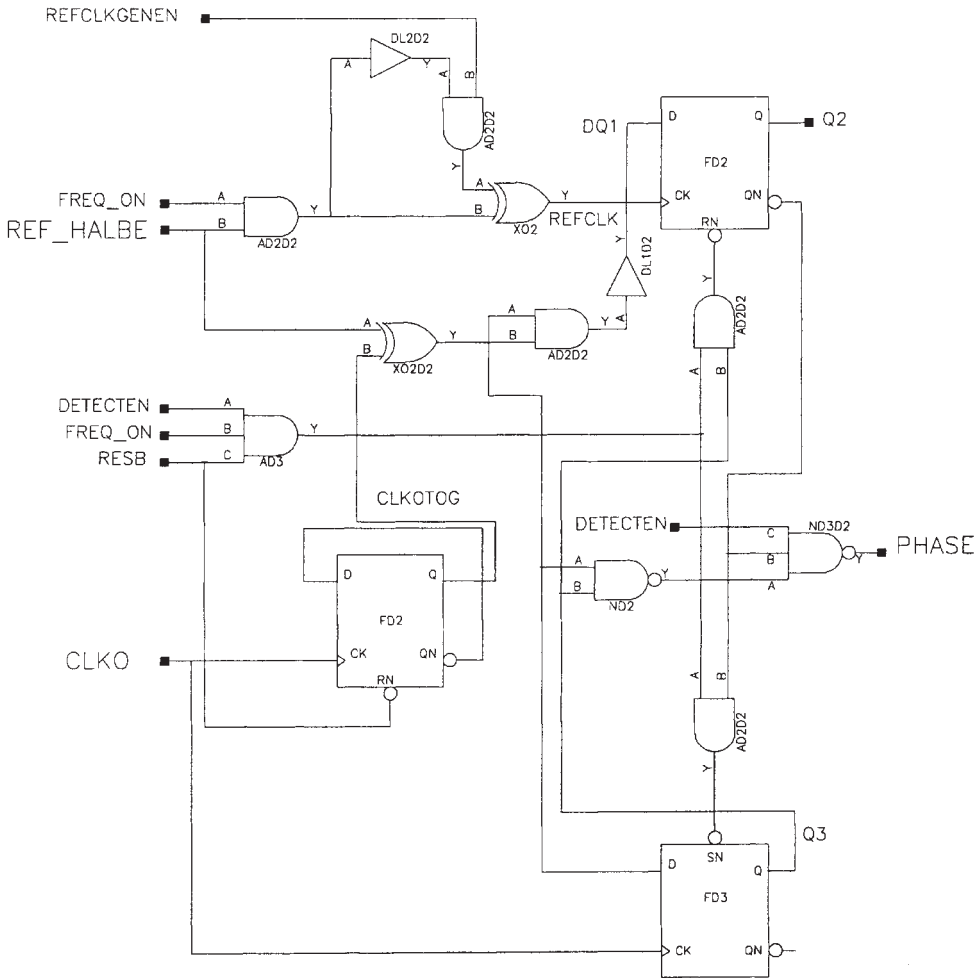 REFCLKGENEN
DL2D2
A
Y
A
B
AD2D2
Y
DQ1
D
Q
Q2
FD2
CK
QN
RN
FREQ_ON
A
REF_HALBE
B
Y
AD2D2
A
B
Y
XO2
REFCLK
Y
DL1D2
A
Y
AD2D2
A
B
A
B
Y
XO2D2
A
B
Y
AD2D2
DETECTEN
A
FREQ_ON
B
Y
RESB
C
AD3
CLKOTOG
D
Q
FD2
CK
QN
RN
CLKO
DETECTEN
C
ND3D2
B
A
Y
PHASE
A
B
Y
ND2
A
B
AD2D2
Y
Q3
SN
D
Q
FD3
CK
QN